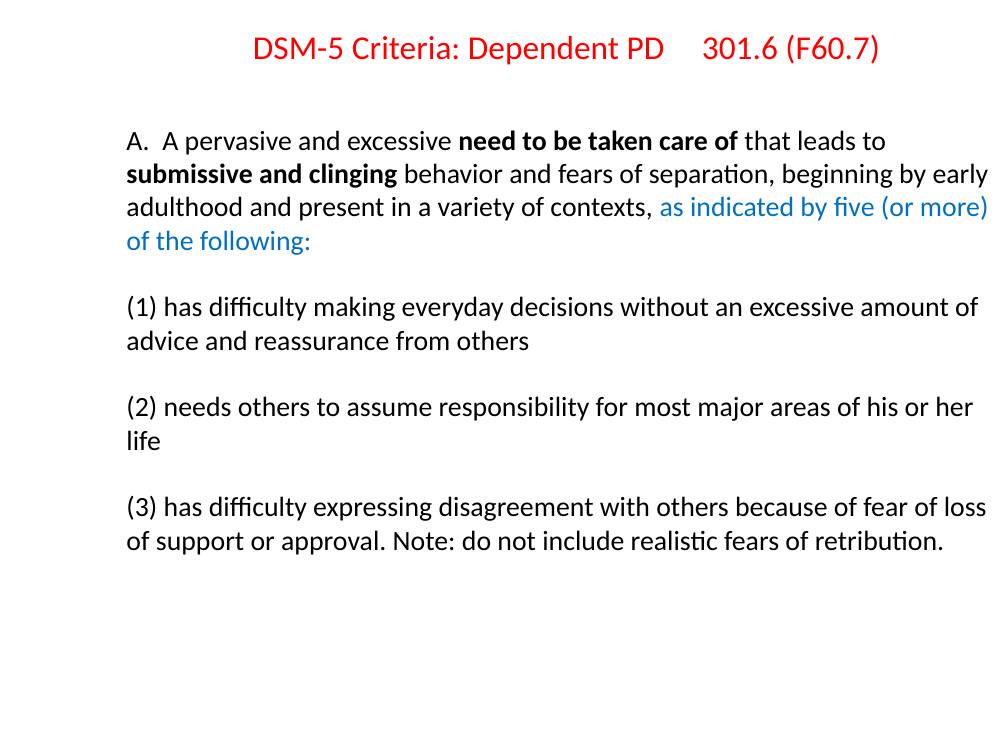 DSM-5 Criteria: Dependent PD 301.6 (F60.7)
A. A pervasive and excessive need to be taken care of that leads to
submissive and clinging behavior and fears of separation, beginning by early
adulthood and present in a variety of contexts, as indicated by five (or more)
of the following:
(1) has difficulty making everyday decisions without an excessive amount of
advice and reassurance from others
(2) needs others to assume responsibility for most major areas of his or her
life
(3) has difficulty expressing disagreement with others because of fear of loss
of support or approval. Note: do not include realistic fears of retribution.